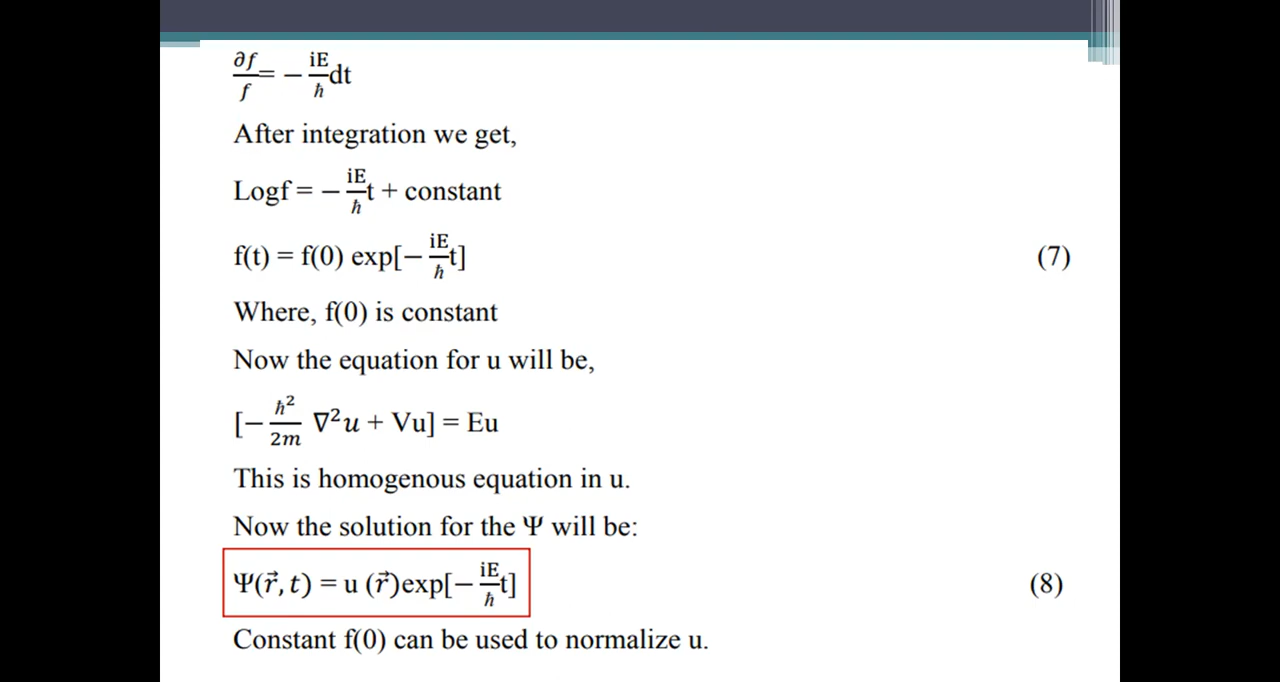 ∂f/f = − iE/ℏ dt
After integration we get,
Logf = − iE/ℏ t + constant
f(t) = f(0) exp[− iE/ℏ t] (7)
Where, f(0) is constant
Now the equation for u will be,
[− ℏ²/2m ∇²u + Vu] = Eu
This is homogenous equation in u.
Now the solution for the Ψ will be:
Ψ(r⃗, t) = u (r⃗)exp[− iE/ℏ t] (8)
Constant f(0) can be used to normalize u.